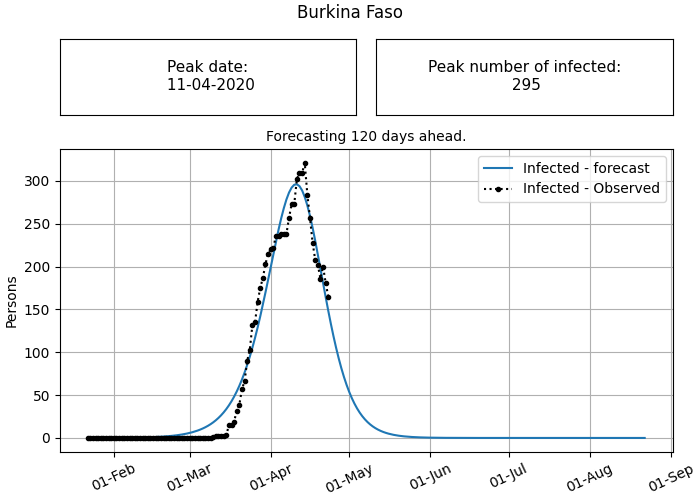 Burkina Faso
Peak date:
11-04-2020
Peak number of infected:
295
Forecasting 120 days ahead.
Infected - forecast
Infected - Observed
Persons
300
250
200
150
100
50
0
01-Feb
01-Mar
01-Apr
01-May
01-Jun
01-Jul
01-Aug
01-Sep